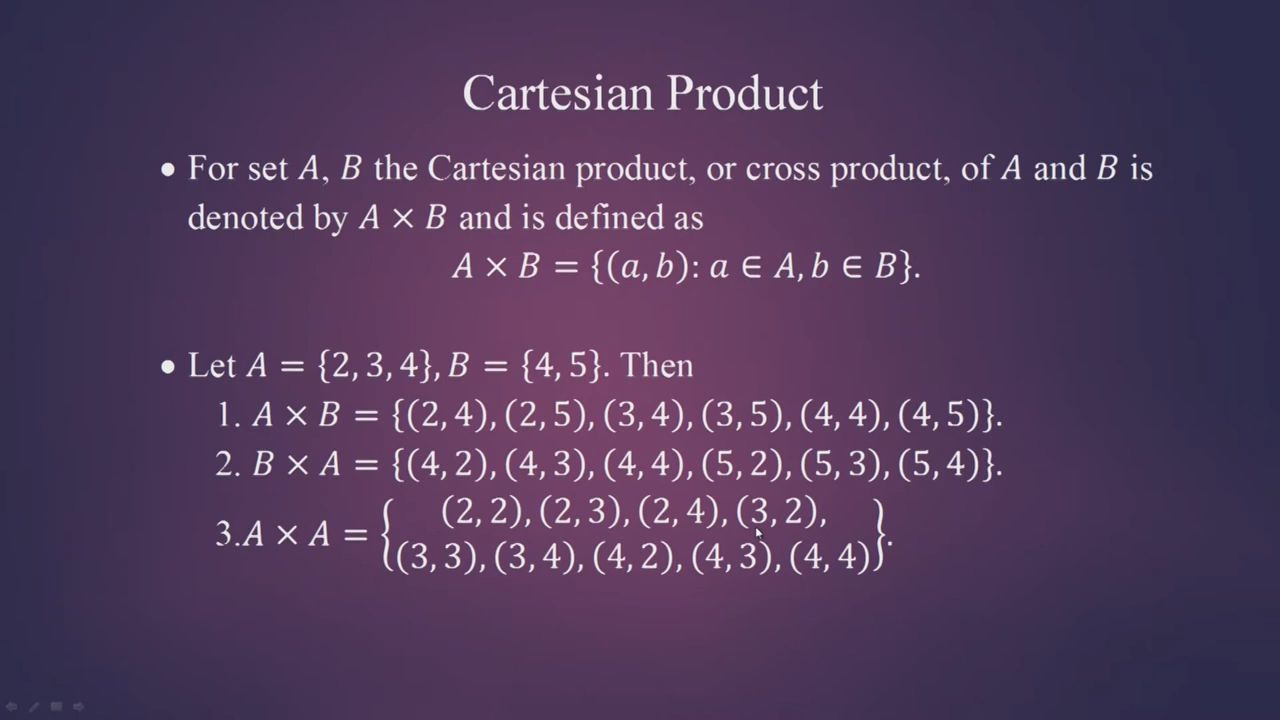 Cartesian Product
• For set A, B the Cartesian product, or cross product, of A and B is
denoted by A × B and is defined as
A × B = {(a, b): a ∈ A, b ∈ B}.
• Let A = {2, 3, 4}, B = {4, 5}. Then
1. A × B = {(2, 4), (2, 5), (3, 4), (3, 5), (4, 4), (4, 5)}.
2. B × A = {(4, 2), (4, 3), (4, 4), (5, 2), (5, 3), (5, 4)}.
3.A × A = { (2, 2), (2, 3), (2, 4), (3, 2),
(3, 3), (3, 4), (4, 2), (4, 3), (4, 4) }.